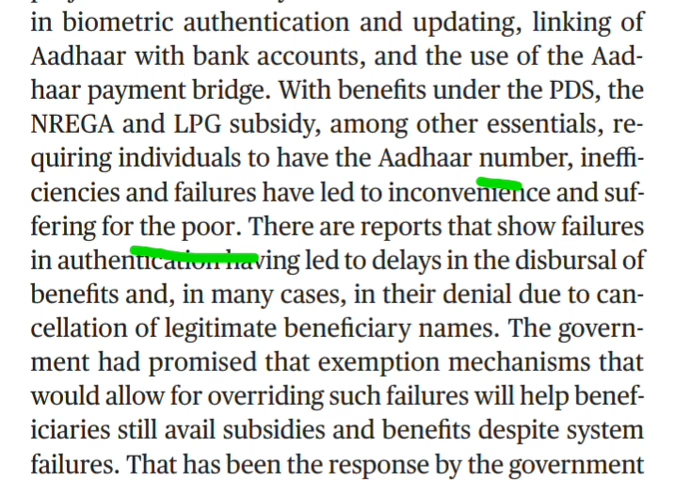 in biometric authentication and updating, linking of
Aadhaar with bank accounts, and the use of the Aad-
haar payment bridge. With benefits under the PDS, the
NREGA and LPG subsidy, among other essentials, re-
quiring individuals to have the Aadhaar number, ineffi-
ciencies and failures have led to inconvenience and suf-
fering for the poor. There are reports that show failures
in authentication having led to delays in the disbursal of
benefits and, in many cases, in their denial due to can-
cellation of legitimate beneficiary names. The govern-
ment had promised that exemption mechanisms that
would allow for overriding such failures will help benef-
iciaries still avail subsidies and benefits despite system
failures. That has been the response by the government